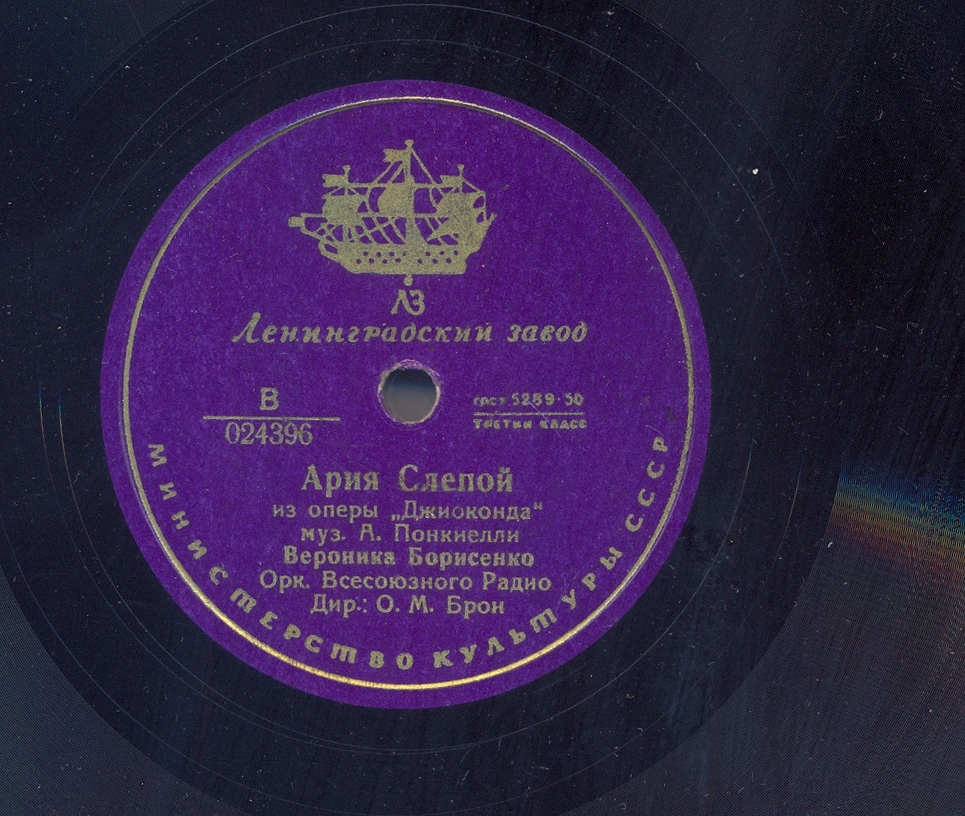 ЛЗ
Ленинградский завод
В
024396
ГОСТ 5289-50
ТРЕТИЙ КЛАСС
Ария Слепой
из оперы „Джиоконда“
муз. А. Понкиелли
Вероника Борисенко
Орк. Всесоюзного Радио
Дир.: О. М. Брон
МИНИСТЕРСТВО КУЛЬТУРЫ СССР